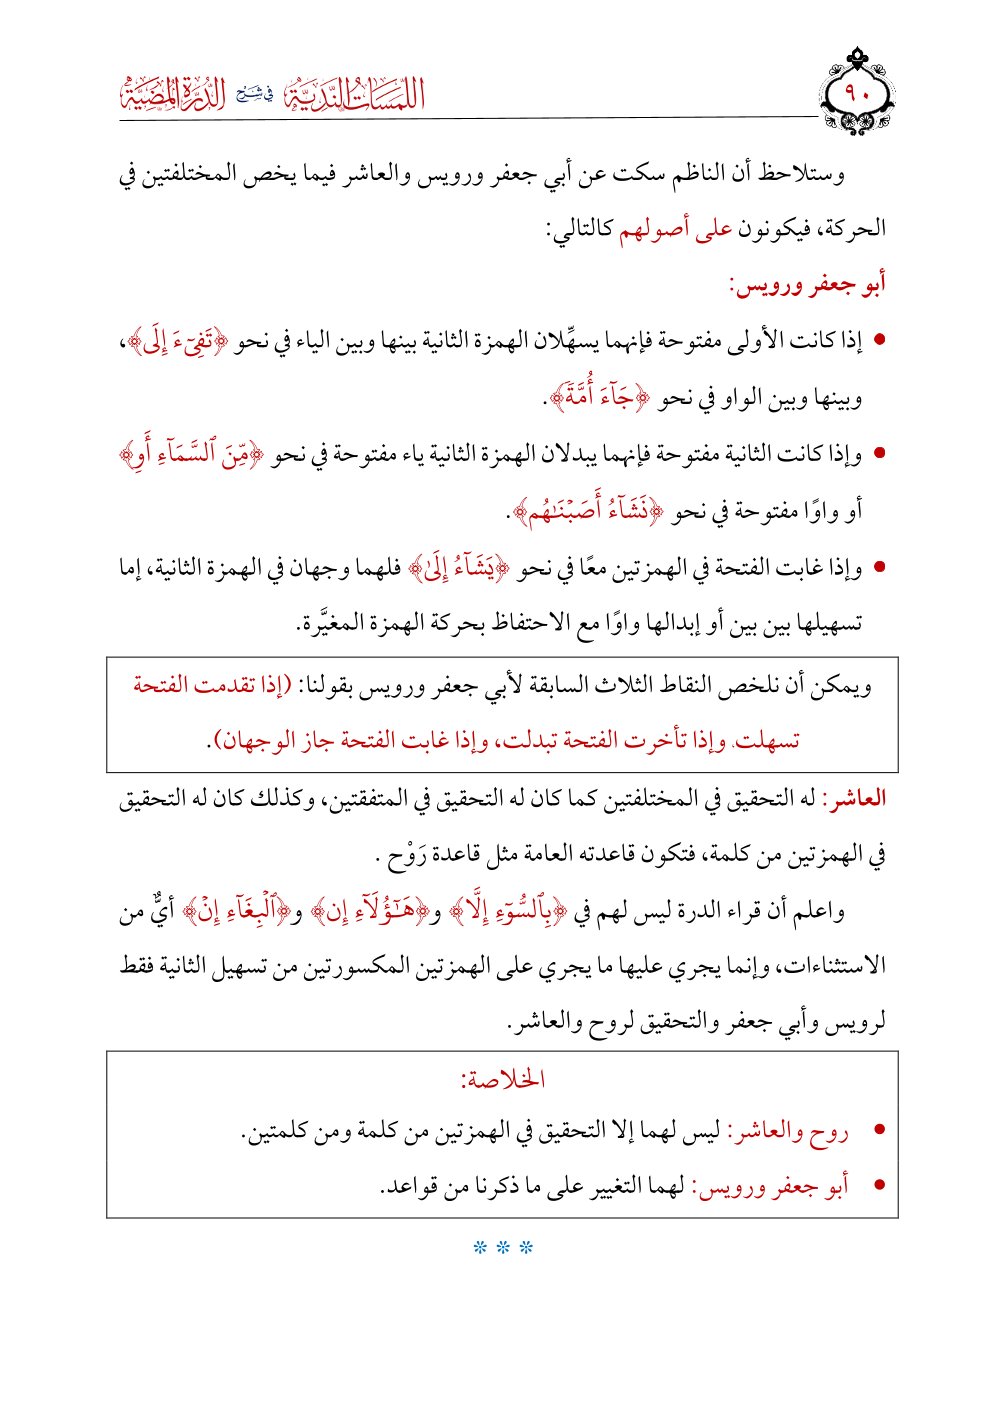 ٩٠
اللمسات الندية في شرح الدرة المضية
وستلاحظ أن الناظم سكت عن أبي جعفر ورويس والعاشر فيما يخص المختلفتين في
الحركة، فيكونون على أصولهم كالتالي:
أبو جعفر ورويس:
● إذا كانت الأولى مفتوحة فإنهما يسهِّلان الهمزة الثانية بينها وبين الياء في نحو ﴿تَفِيٓءَ إِلَىٰ﴾،
وبينها وبين الواو في نحو ﴿جَآءَ أُمَّةٗ﴾.
● وإذا كانت الثانية مفتوحة فإنهما يبدلان الهمزة الثانية ياء مفتوحة في نحو ﴿مِّنَ ٱلسَّمَآءِ أَوِ﴾
أو واوًا مفتوحة في نحو ﴿نَشَآءُ أَصَبۡنَٰهُم﴾.
● وإذا غابت الفتحة في الهمزتين معًا في نحو ﴿يَشَآءُ إِلَىٰ﴾ فلهما وجهان في الهمزة الثانية، إما
تسهيلها بين بين أو إبدالها واوًا مع الاحتفاظ بحركة الهمزة المغيَّرة.
ويمكن أن نلخص النقاط الثلاث السابقة لأبي جعفر ورويس بقولنا: (إذا تقدمت الفتحة
تسهلت، وإذا تأخرت الفتحة تبدلت، وإذا غابت الفتحة جاز الوجهان).
العاشر: له التحقيق في المختلفتين كما كان له التحقيق في المتفقتين، وكذلك كان له التحقيق
في الهمزتين من كلمة، فتكون قاعدته العامة مثل قاعدة رَوْح .
واعلم أن قراء الدرة ليس لهم في ﴿بِٱلسُّوٓءِ إِلَّا﴾ و﴿هَٰٓؤُلَآءِ إِن﴾ و﴿ٱلۡبِغَآءِ إِنۡ﴾ أيٌّ من
الاستثناءات، وإنما يجري عليها ما يجري على الهمزتين المكسورتين من تسهيل الثانية فقط
لرويس وأبي جعفر والتحقيق لروح والعاشر.
الخلاصة:
● روح والعاشر: ليس لهما إلا التحقيق في الهمزتين من كلمة ومن كلمتين.
● أبو جعفر ورويس: لهما التغيير على ما ذكرنا من قواعد.